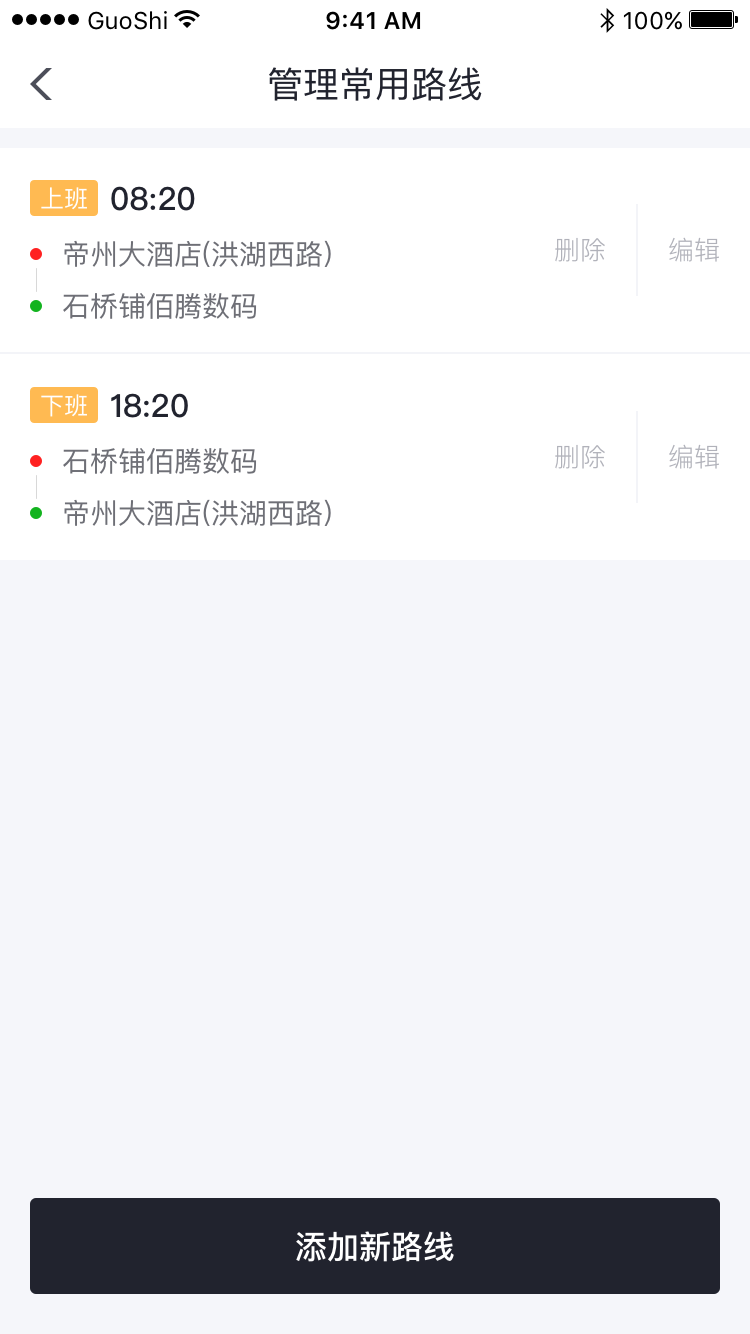 GuoShi 9:41 AM 100%
管理常用路线
上班 08:20
帝州大酒店(洪湖西路)
删除 编辑
石桥铺佰腾数码
下班 18:20
石桥铺佰腾数码
删除 编辑
帝州大酒店(洪湖西路)
添加新路线